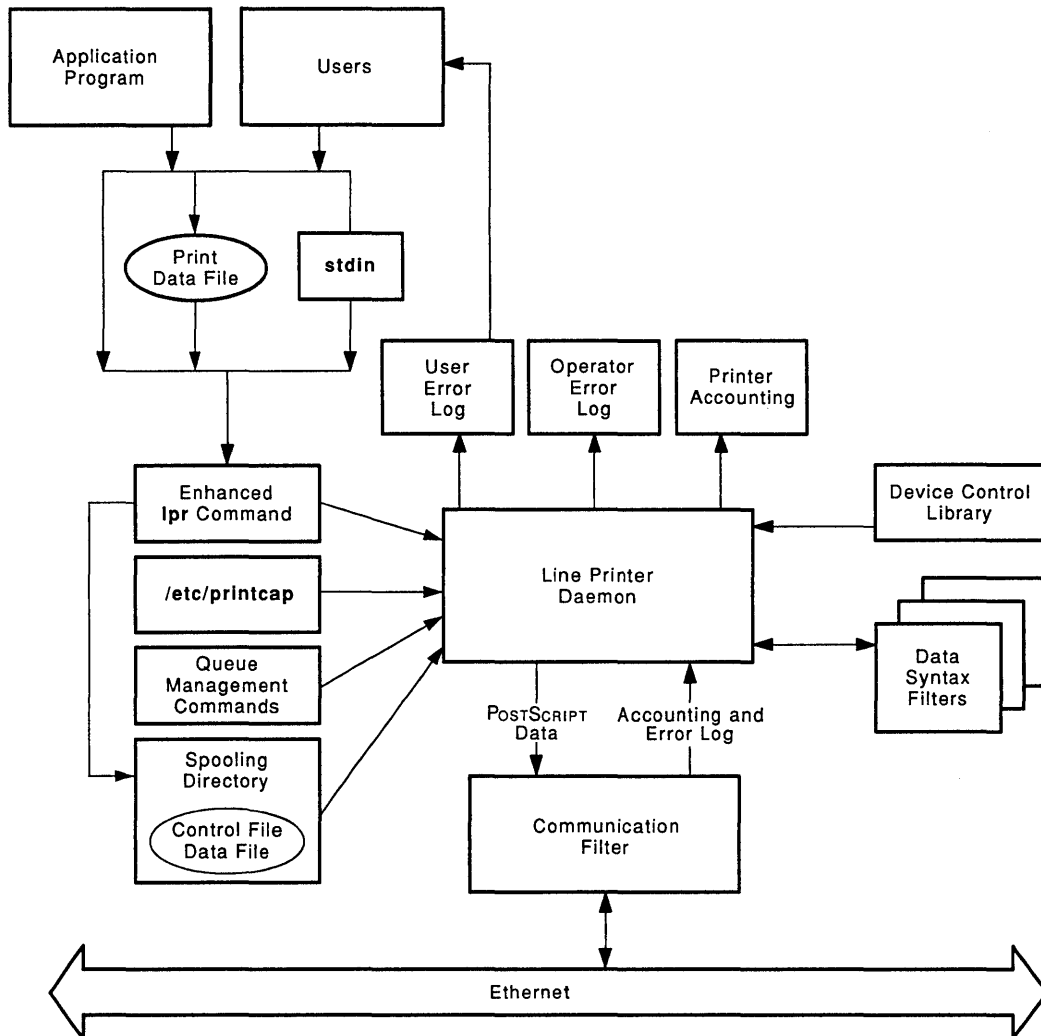 Application
Program
Users
Print
Data File
stdin
User
Error
Log
Operator
Error
Log
Printer
Accounting
Enhanced
lpr Command
Device Control
Library
/etc/printcap
Line Printer
Daemon
Queue
Management
Commands
Data
Syntax
Filters
POSTSCRIPT
Data
Accounting and
Error Log
Spooling
Directory
Control File
Data File
Communication
Filter
Ethernet